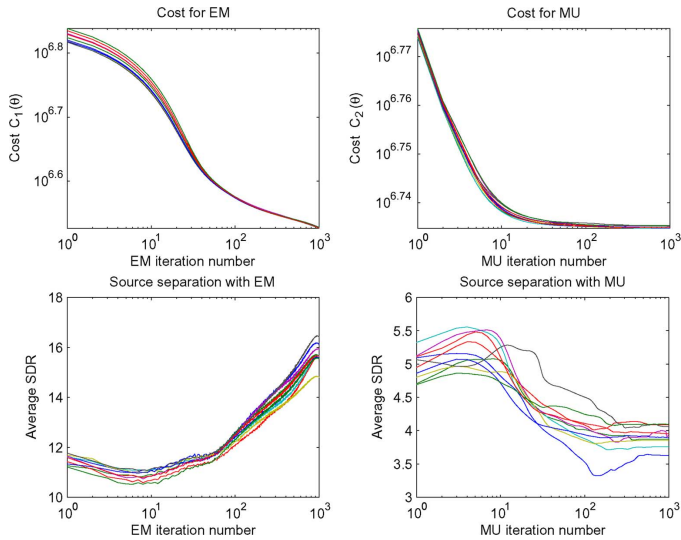 Cost for EM
10^6.8
10^6.7
10^6.6
Cost C_1(θ)
10^0 10^1 10^2 10^3
EM iteration number
Cost for MU
10^6.77
10^6.76
10^6.75
10^6.74
Cost C_2(θ)
10^0 10^1 10^2 10^3
MU iteration number
Source separation with EM
18
16
14
12
10
Average SDR
10^0 10^1 10^2 10^3
EM iteration number
Source separation with MU
6
5.5
5
4.5
4
3.5
3
Average SDR
10^0 10^1 10^2 10^3
MU iteration number